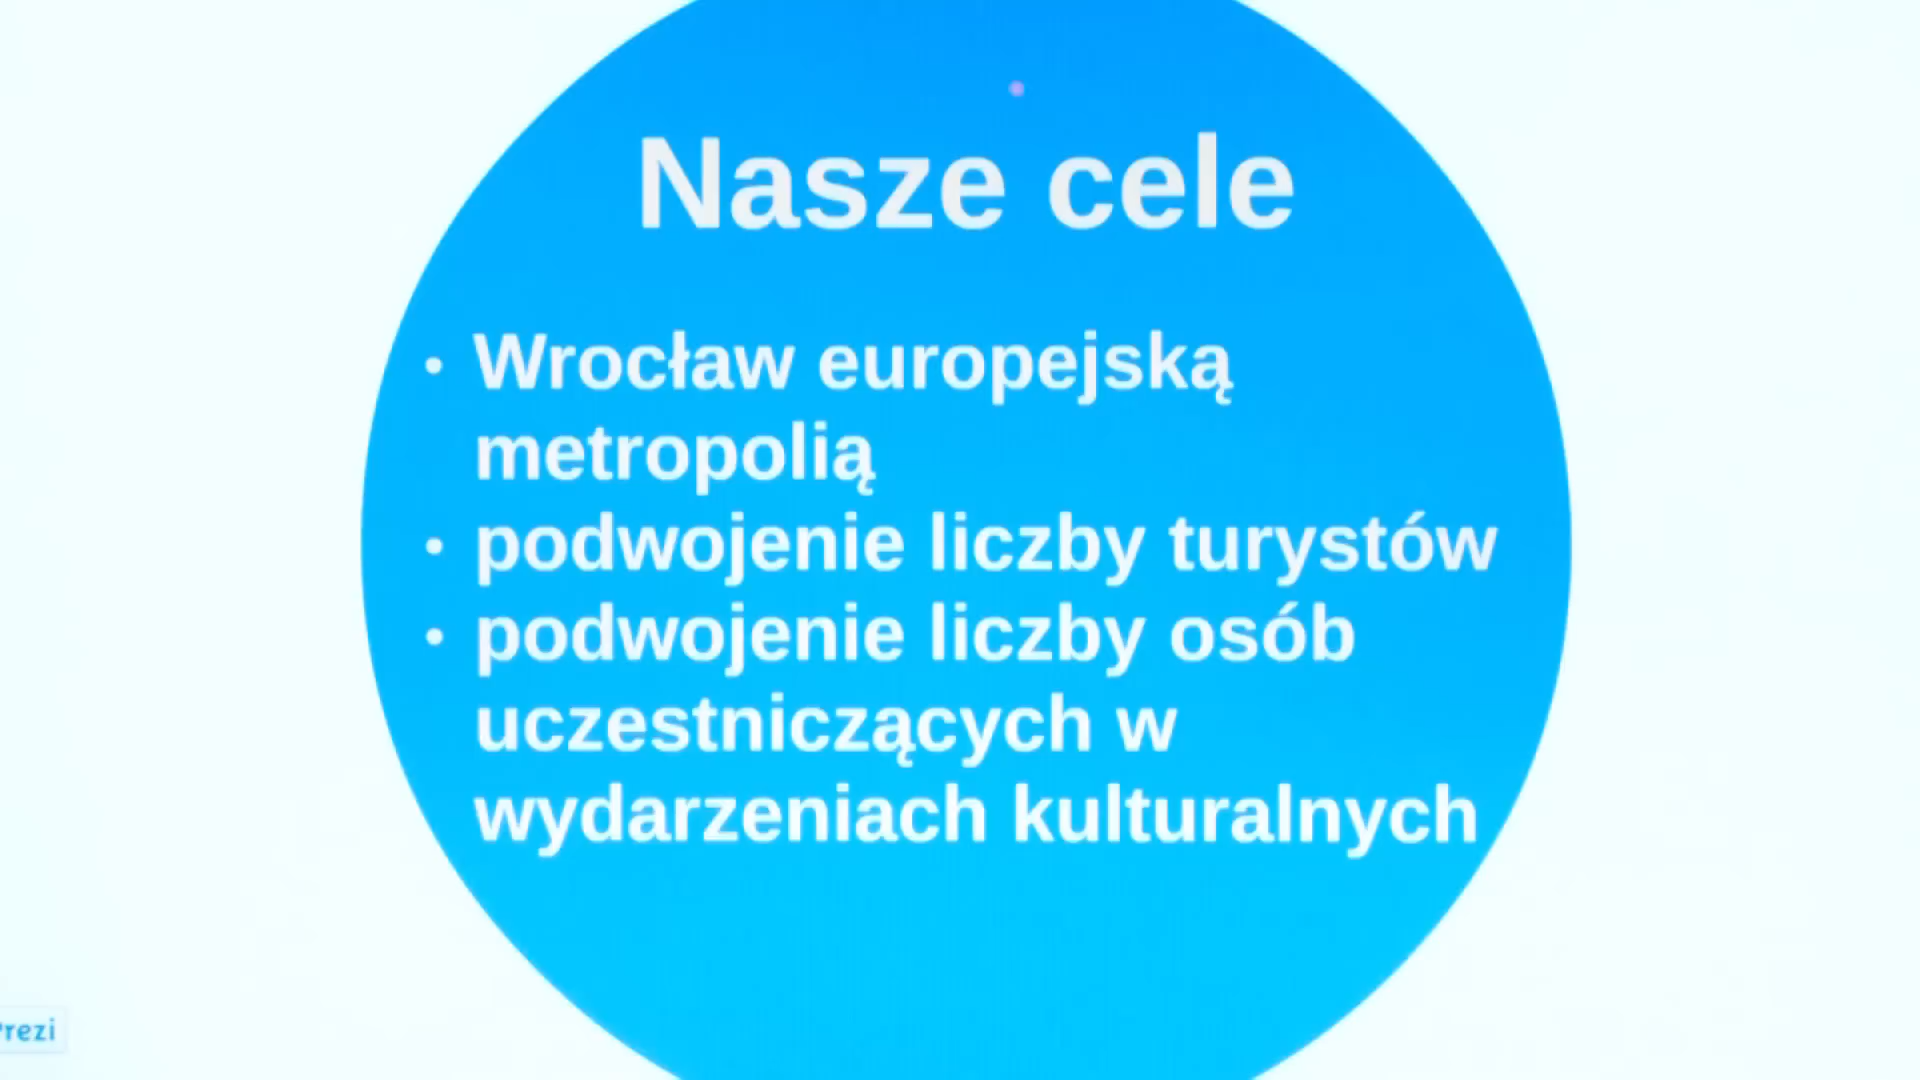 Nasze cele
• Wrocław europejską
metropolią
• podwojenie liczby turystów
• podwojenie liczby osób
uczestniczących w
wydarzeniach kulturalnych
Prezi